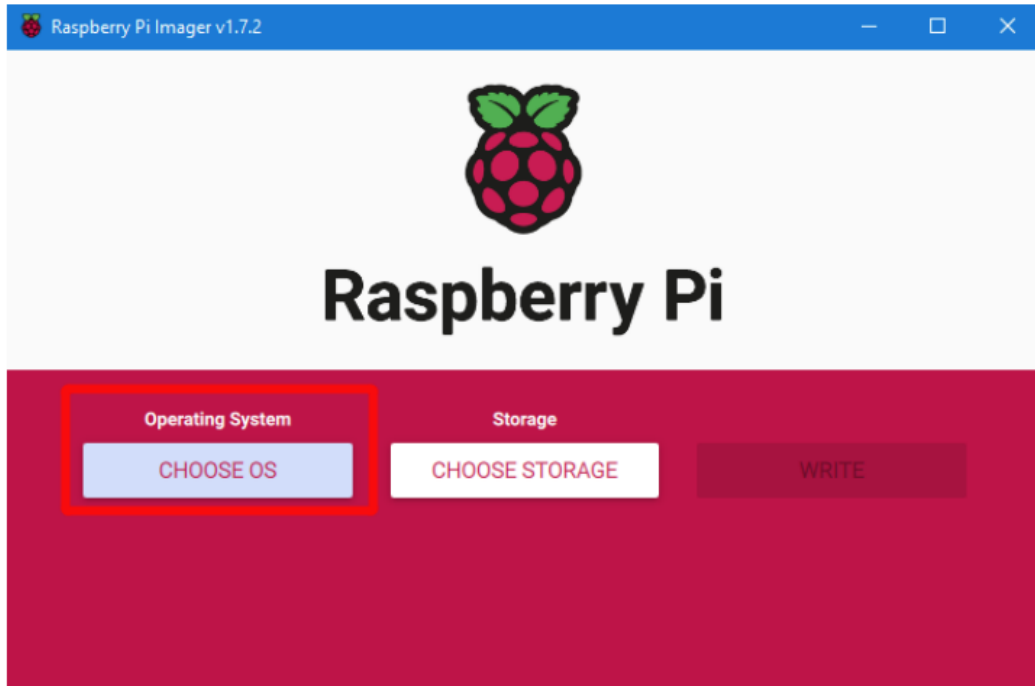 Raspberry Pi Imager v1.7.2
Raspberry Pi
Operating System
Storage
CHOOSE OS
CHOOSE STORAGE
WRITE